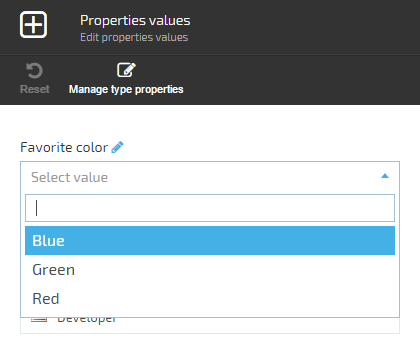 Properties values
Edit properties values
Reset
Manage type properties
Favorite color
Select value
Blue
Green
Red
Developer